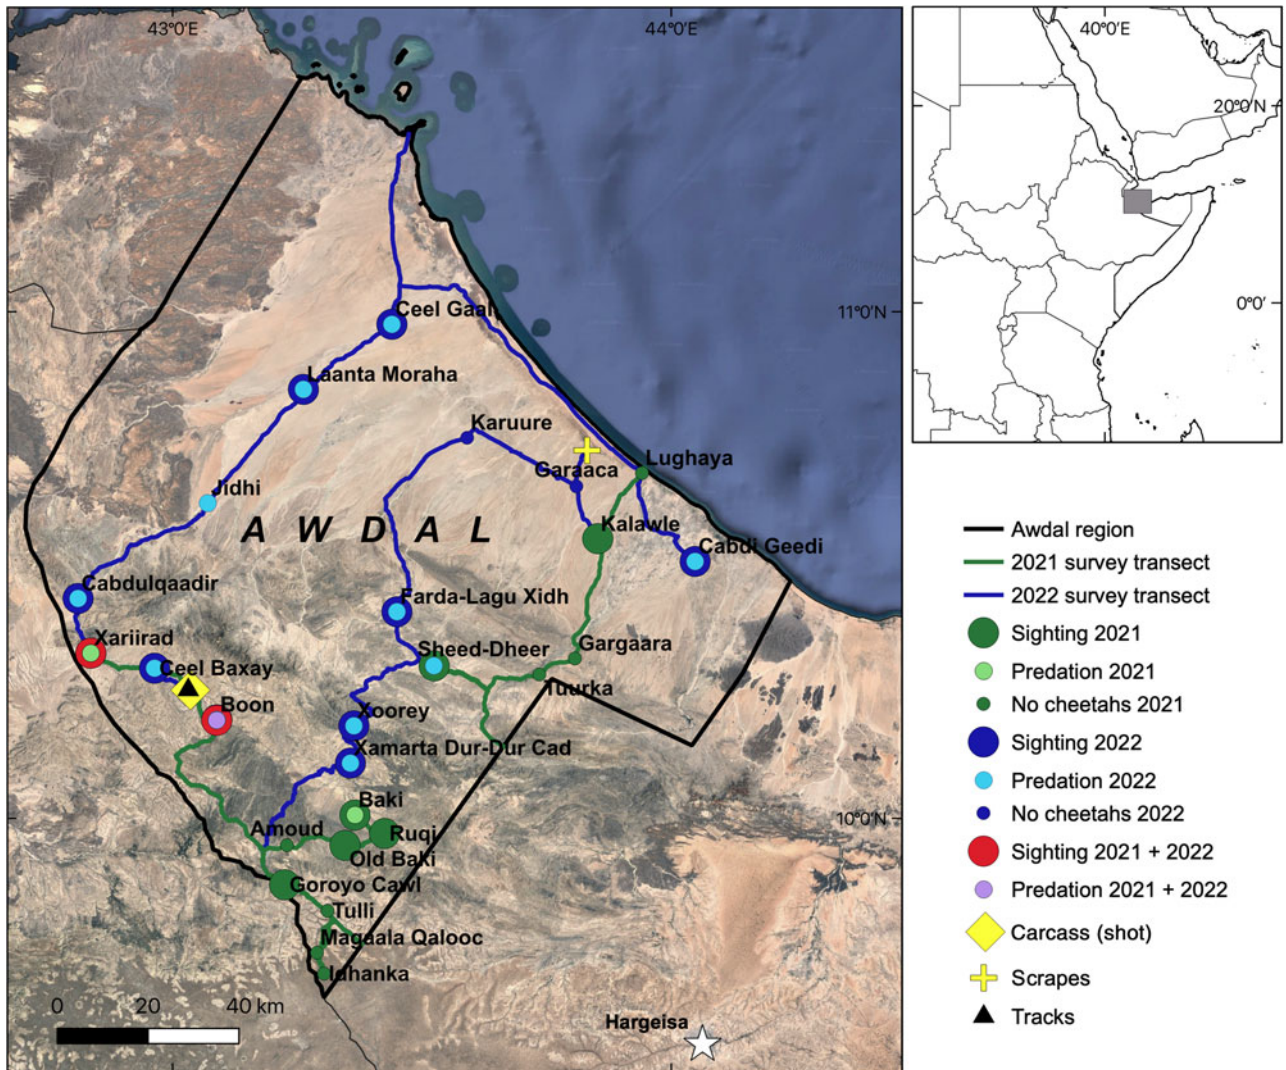 43°0'E
44°0'E
40°0'E
20°0'N
0°0'
11°0'N
10°0'N
Ceel Gaal
Laanta Moraha
Karuure
Lughaya
Garaaca
Jidhi
Kalawle
A W D A L
Cabdi Geedi
Cabdulqaadir
Farda-Lagu Xidh
Xariirad
Gargaara
Sheed-Dheer
Ceel Baxay
Tuurka
Boon
Xoorey
Xamarta Dur-Dur Cad
Baki
Amoud
Ruqi
Old Baki
Goroyo Cawl
Tulli
Magaala Qalooc
Idhanka
0 20 40 km
Hargeisa
Awdal region
2021 survey transect
2022 survey transect
Sighting 2021
Predation 2021
No cheetahs 2021
Sighting 2022
Predation 2022
No cheetahs 2022
Sighting 2021 + 2022
Predation 2021 + 2022
Carcass (shot)
Scrapes
Tracks